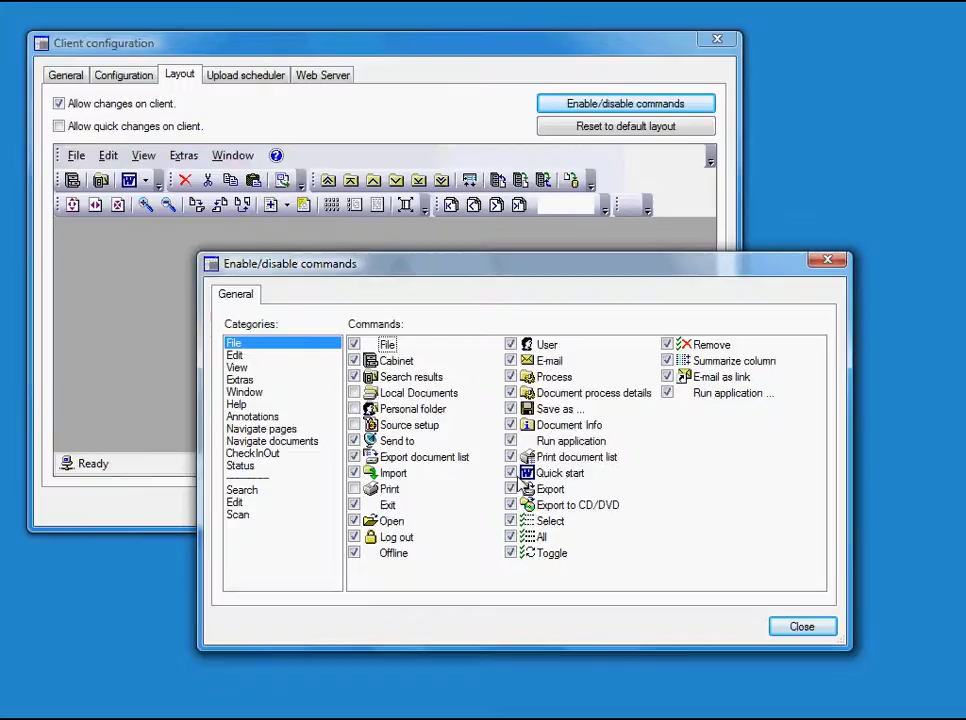 Client configuration
General Configuration Layout Upload scheduler Web Server
Allow changes on client.
Enable/disable commands
Allow quick changes on client.
Reset to default layout
File Edit View Extras Window
Ready
Enable/disable commands
General
Categories:
File
Edit
View
Extras
Window
Help
Annotations
Navigate pages
Navigate documents
CheckInOut
Status
Search
Edit
Scan
Commands:
File
Cabinet
Search results
Local Documents
Personal folder
Source setup
Send to
Export document list
Import
Print
Exit
Open
Log out
Offline
User
E-mail
Process
Document process details
Save as ...
Document Info
Run application
Print document list
Quick start
Export
Export to CD/DVD
Select
All
Toggle
Remove
Summarize column
E-mail as link
Run application ...
Close